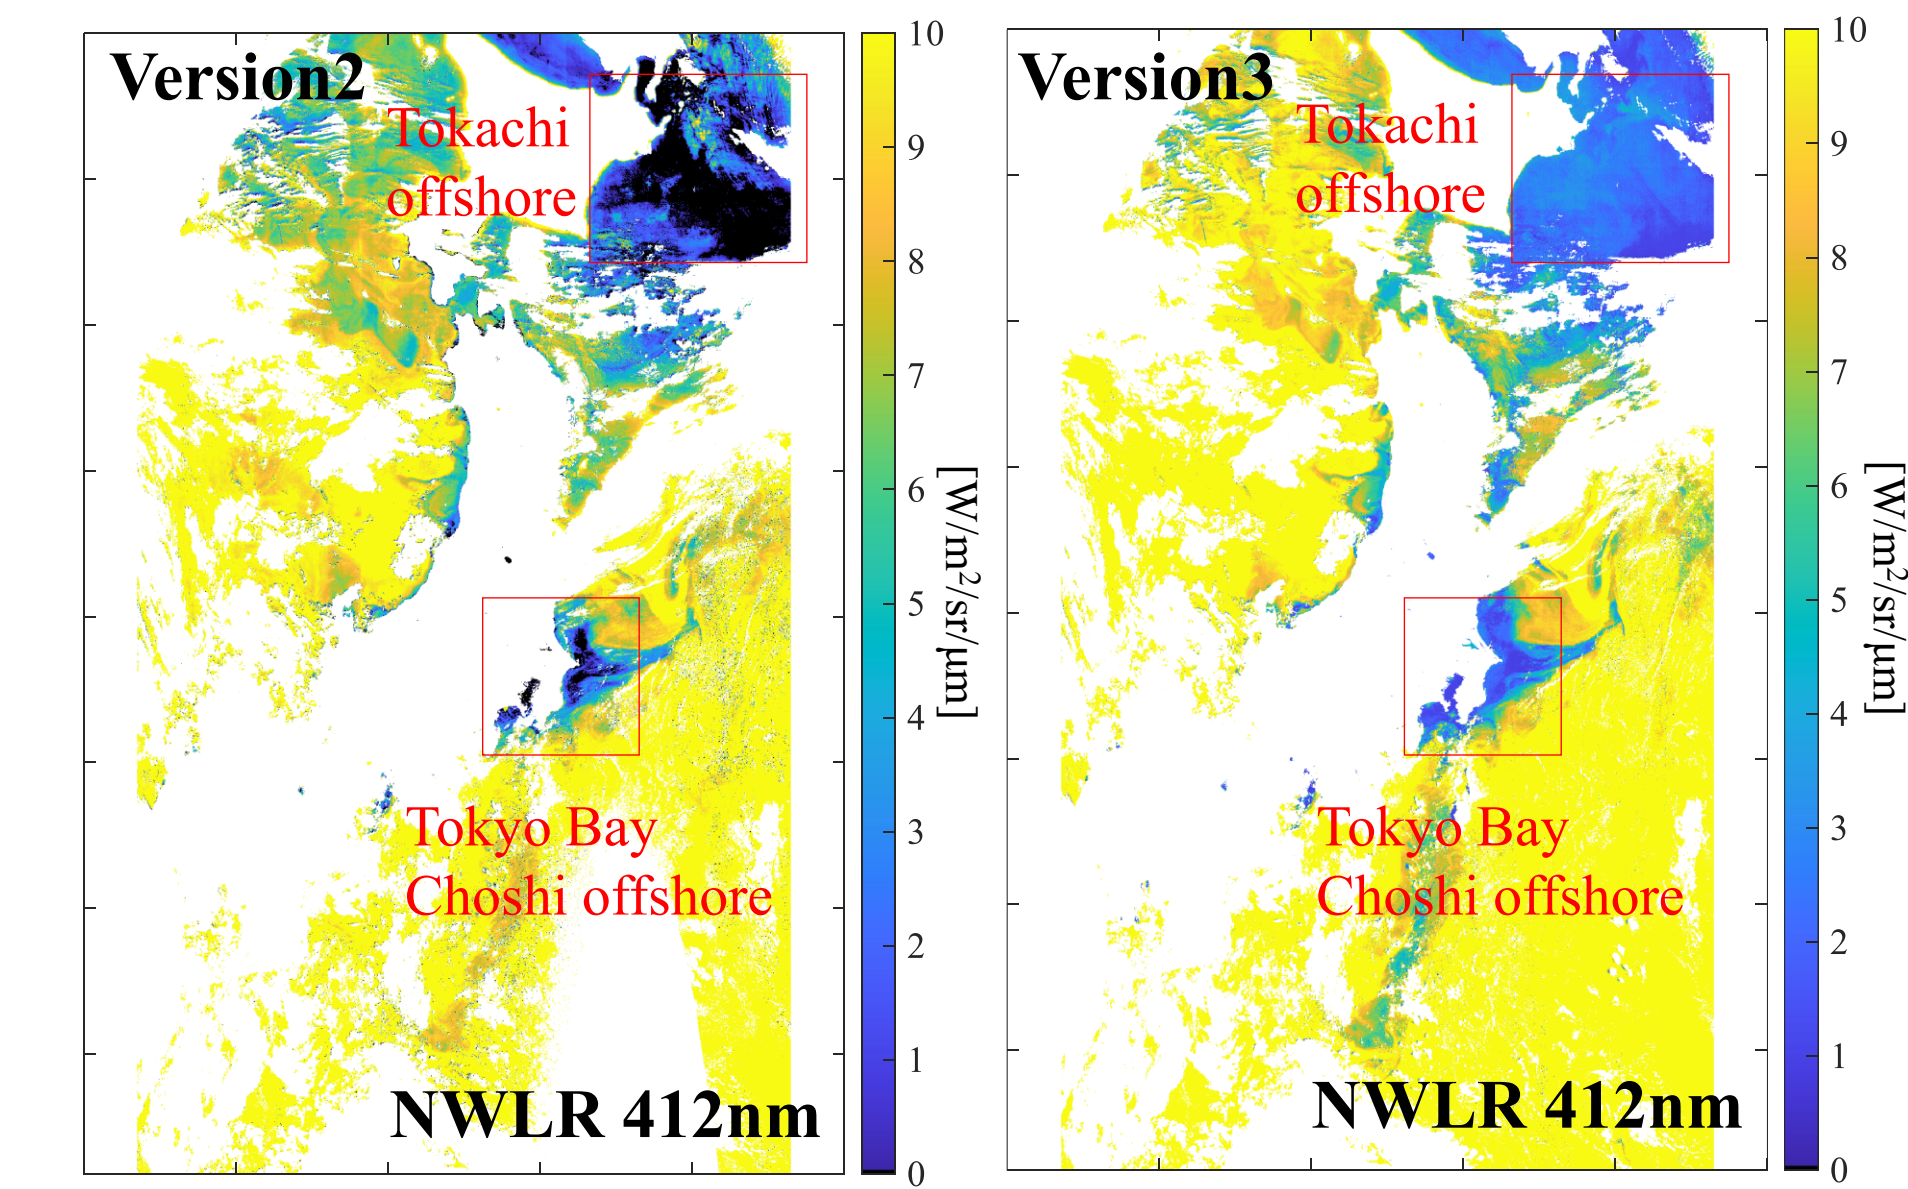 Version2
Tokachi
offshore
Tokyo Bay
Choshi offshore
NWLR 412nm
10
9
8
7
6
5
4
3
2
1
0
[W/m²/sr/μm]
Version3
Tokachi
offshore
Tokyo Bay
Choshi offshore
NWLR 412nm
10
9
8
7
6
5
4
3
2
1
0
[W/m²/sr/μm]